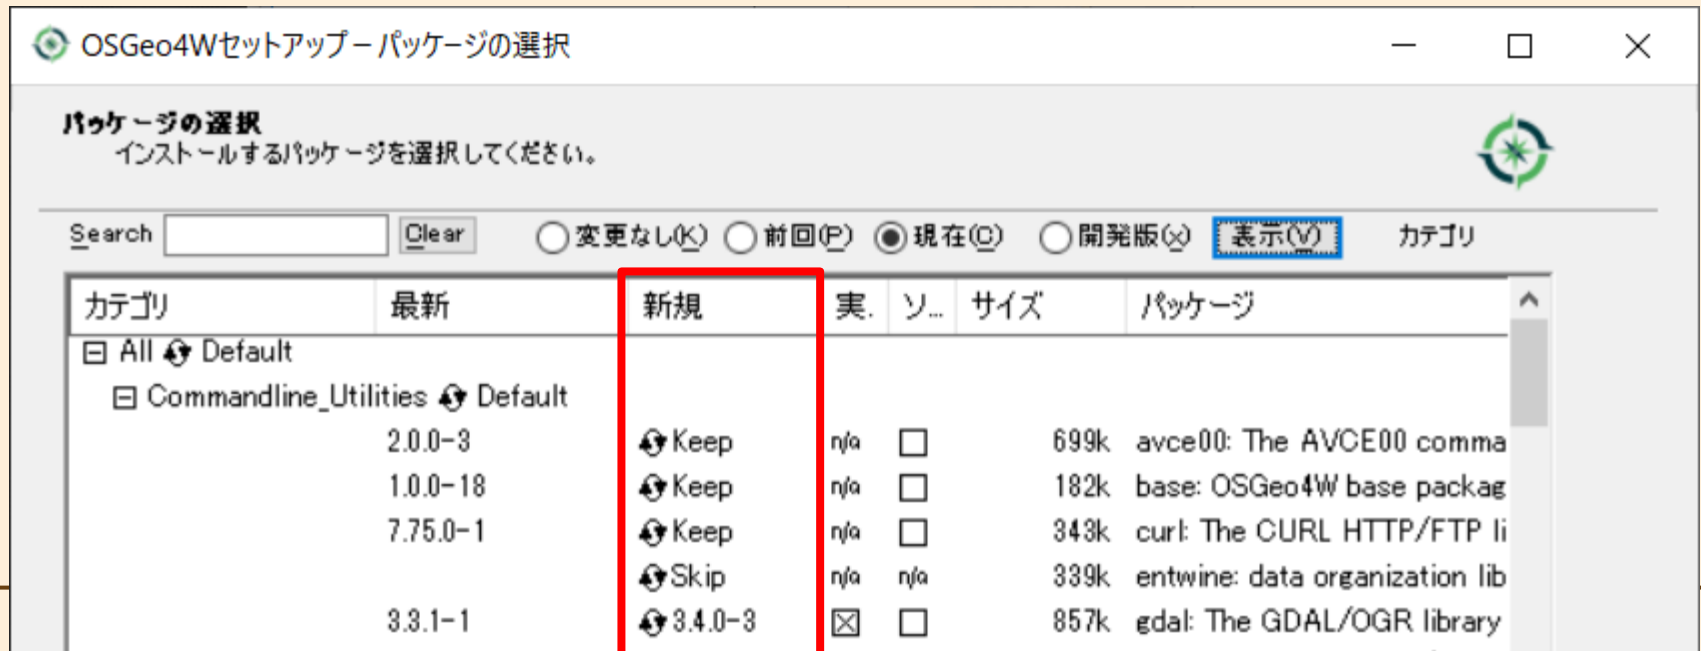 OSGeo4Wセットアップ – パッケージの選択
パッケージの選択
インストールするパッケージを選択してください。
Search Clear 変更なし(K) 前回(P) 現在(C) 開発版(X) 表示(V) カテゴリ
カテゴリ 最新 新規 実. ソ... サイズ パッケージ
All Default
Commandline_Utilities Default
2.0.0-3 Keep n/a 699k avce00: The AVCE00 comma
1.0.0-18 Keep n/a 182k base: OSGeo4W base packag
7.75.0-1 Keep n/a 343k curl: The CURL HTTP/FTP li
Skip n/a n/a 339k entwine: data organization lib
3.3.1-1 3.4.0-3 857k gdal: The GDAL/OGR library